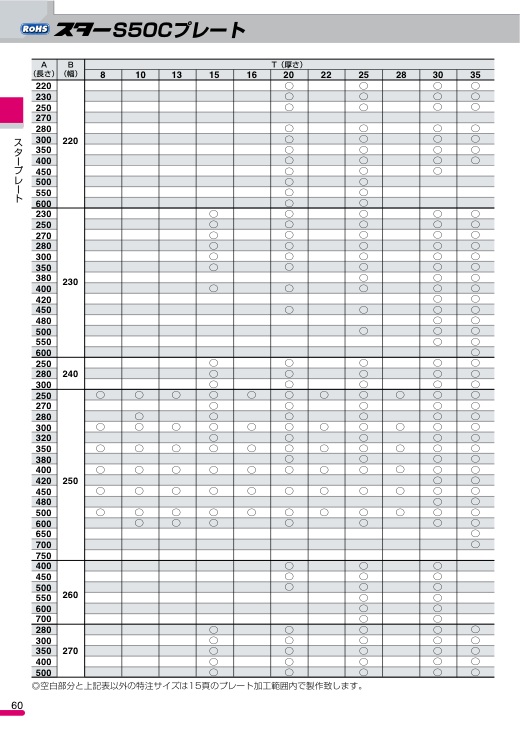 RoHS スターS50Cプレート
A B T（厚さ）
（長さ） （幅） 8 10 13 15 16 20 22 25 28 30 35
220 ○ ○ ○ ○
230 ○ ○ ○ ○
250 ○ ○ ○ ○
270
280 ○ ○ ○ ○
300 220 ○ ○ ○ ○
350 ○ ○ ○ ○
400 ○ ○ ○ ○
450 ○ ○ ○
500 ○ ○
550 ○ ○
600 ○ ○
230 ○ ○ ○ ○ ○
250 ○ ○ ○ ○ ○
270 ○ ○ ○ ○ ○
280 ○ ○ ○ ○ ○
300 ○ ○ ○ ○ ○
350 ○ ○ ○ ○ ○
380 230 ○ ○ ○
400 ○ ○ ○ ○ ○
420 ○ ○
450 ○ ○ ○ ○
480 ○ ○
500 ○ ○ ○
550 ○ ○
600 ○
250 ○ ○ ○ ○ ○
280 240 ○ ○ ○ ○ ○
300 ○ ○ ○ ○ ○
250 ○ ○ ○ ○ ○ ○ ○ ○ ○ ○ ○
270 ○ ○ ○ ○ ○
280 ○ ○ ○ ○ ○ ○
300 ○ ○ ○ ○ ○ ○ ○ ○ ○ ○ ○
320 ○ ○ ○ ○ ○
350 ○ ○ ○ ○ ○ ○ ○ ○ ○ ○ ○
380 ○ ○ ○ ○
400 ○ ○ ○ ○ ○ ○ ○ ○ ○ ○ ○
420 250 ○ ○
450 ○ ○ ○ ○ ○ ○ ○ ○ ○ ○ ○
480 ○ ○
500 ○ ○ ○ ○ ○ ○ ○ ○ ○ ○ ○
600 ○ ○ ○ ○ ○ ○ ○
650 ○
700 ○
750
400 ○ ○ ○
450 ○ ○ ○
500 ○ ○ ○
550 260 ○ ○
600 ○ ○
700 ○ ○
280 ○ ○ ○ ○ ○
300 ○ ○ ○ ○ ○
350 270 ○ ○ ○ ○ ○
400 ○ ○ ○ ○ ○
500 ○ ○ ○ ○ ○
◎空白部分と上記表以外の特注サイズは15頁のプレート加工範囲内で製作致します。
スタープレート
60